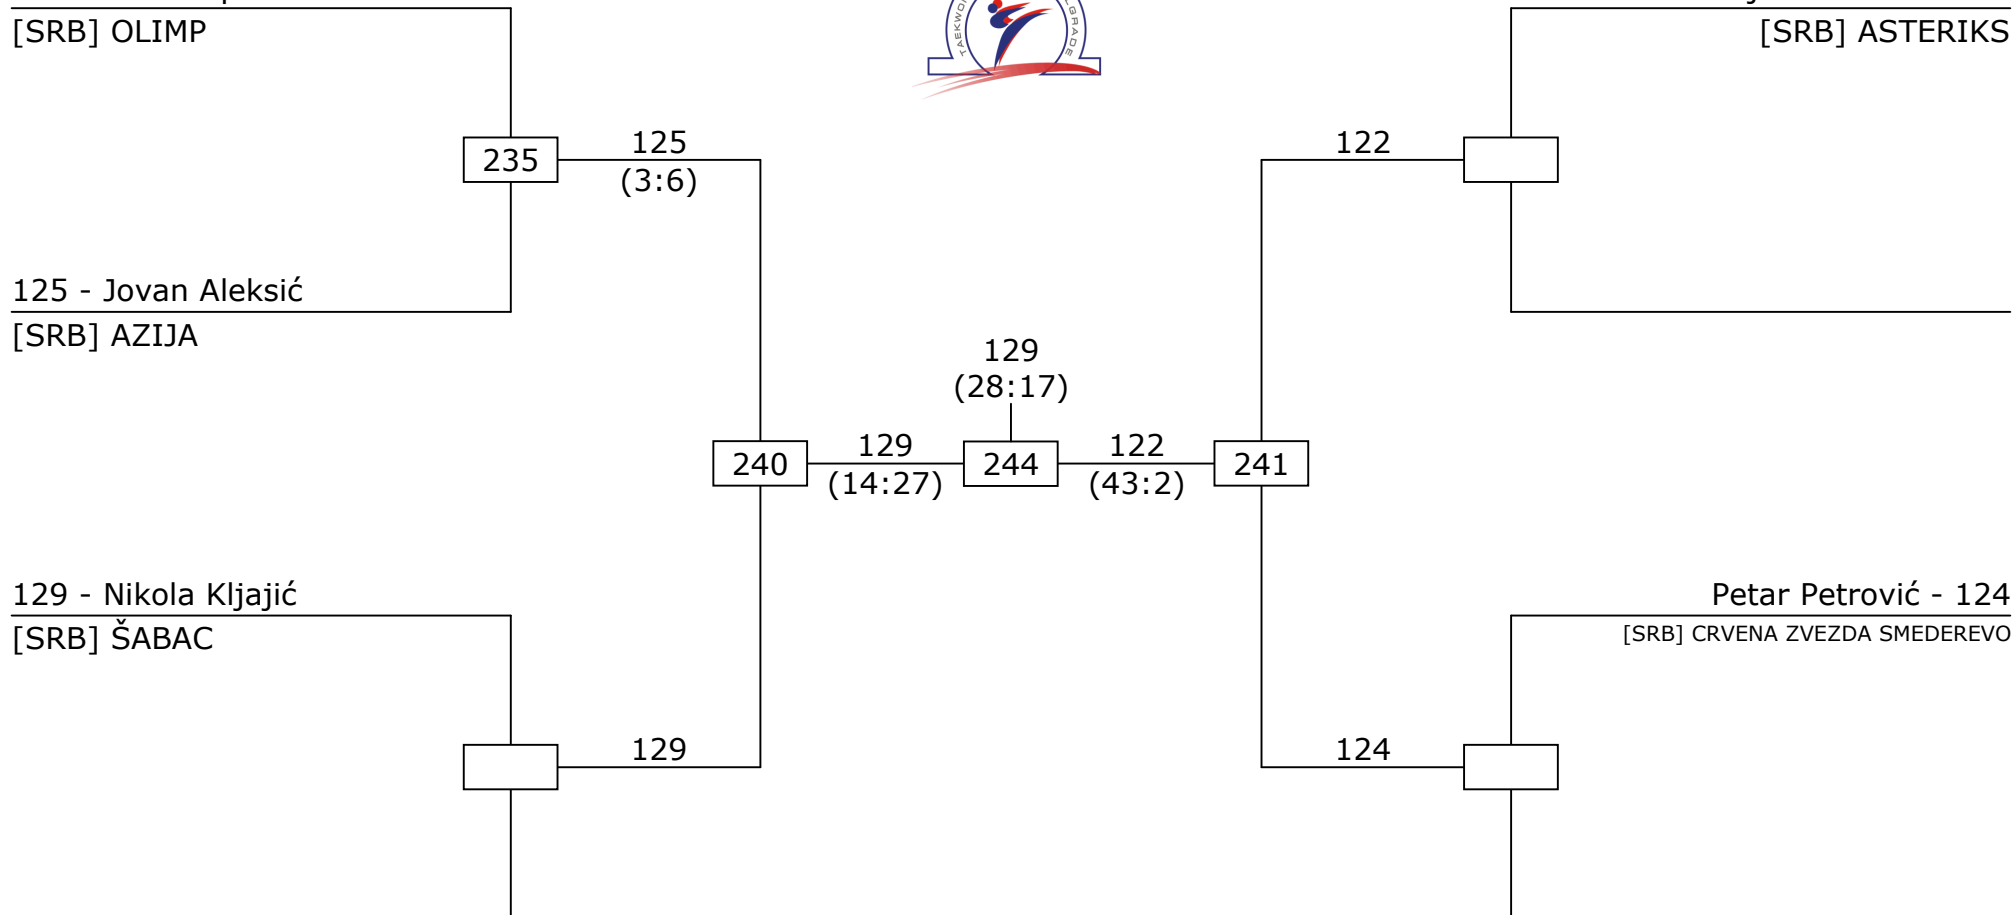 [SRB] OLIMP
[SRB] ASTERIKS
235
125
(3:6)
122
125 - Jovan Aleksić
[SRB] AZIJA
129
(28:17)
240
129
(14:27)
244
122
(43:2)
241
129 - Nikola Kljajić
[SRB] ŠABAC
Petar Petrović - 124
[SRB] CRVENA ZVEZDA SMEDEREVO
129
124